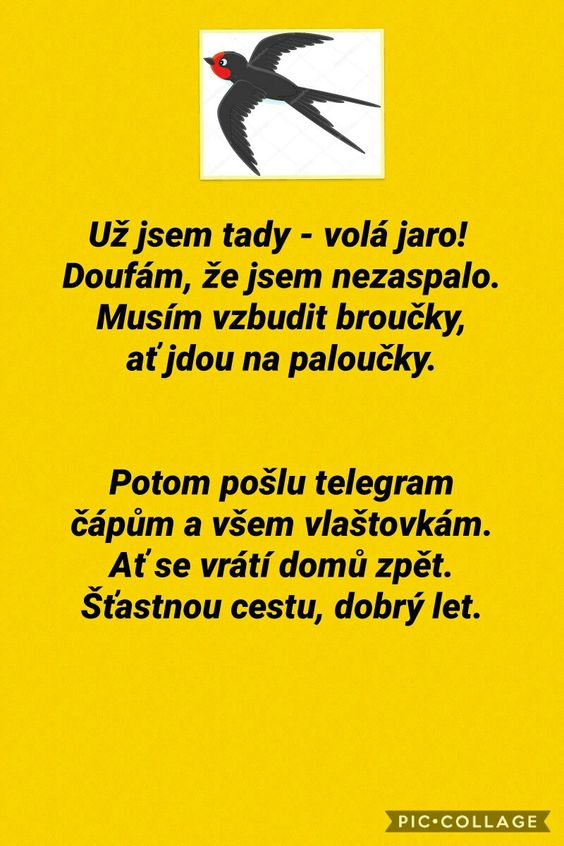 Už jsem tady - volá jaro!
Doufám, že jsem nezaspalo.
Musím vzbudit broučky,
ať jdou na paloučky.
Potom pošlu telegram
čápům a všem vlaštovkám.
Ať se vrátí domů zpět.
Šťastnou cestu, dobrý let.
PIC•COLLAGE